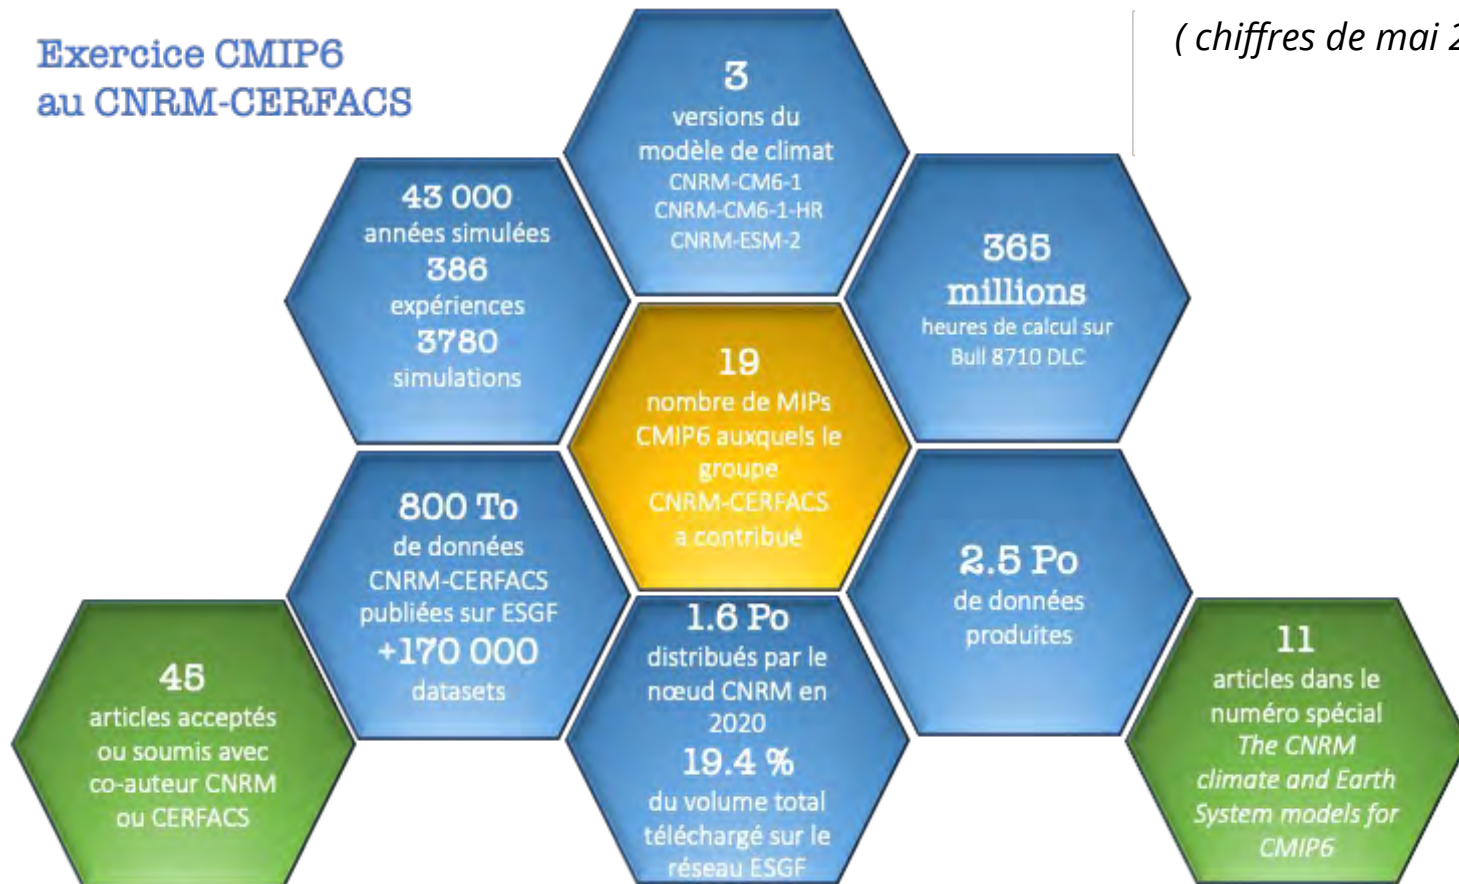 Exercice CMIP6
au CNRM-CERFACS
( chiffres de mai 2
3
versions du
modèle de climat
CNRM-CM6-1
CNRM-CM6-1-HR
CNRM-ESM-2
43 000
années simulées
386
expériences
3780
simulations
365
millions
heures de calcul sur
Bull 8710 DLC
19
nombre de MIPs
CMIP6 auxquels le
groupe
CNRM-CERFACS
a contribué
800 To
de données
CNRM-CERFACS
publiées sur ESGF
+170 000
datasets
2.5 Po
de données
produites
45
articles acceptés
ou soumis avec
co-auteur CNRM
ou CERFACS
1.6 Po
distribués par le
nœud CNRM en
2020
19.4 %
du volume total
téléchargé sur le
réseau ESGF
11
articles dans le
numéro spécial
The CNRM
climate and Earth
System models for
CMIP6